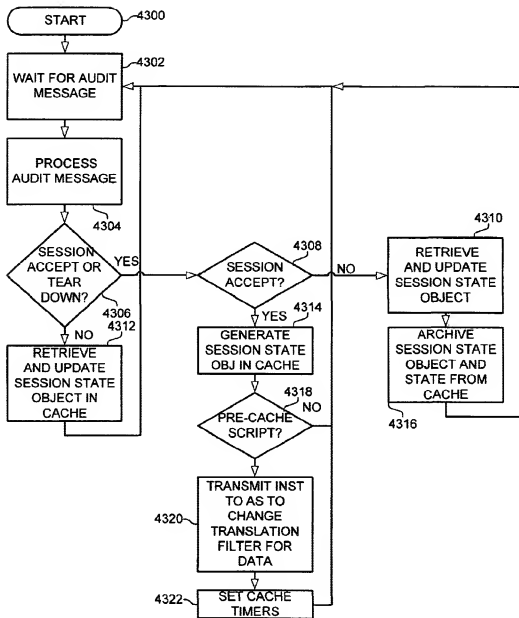 START
4300
4302
WAIT FOR AUDIT
MESSAGE
PROCESS
AUDIT MESSAGE
4304
SESSION
ACCEPT OR
TEAR
DOWN?
YES
4306
NO
4312
RETRIEVE
AND UPDATE
SESSION STATE
OBJECT IN
CACHE
4308
SESSION
ACCEPT?
NO
YES
4314
GENERATE
SESSION STATE
OBJ IN CACHE
4318
PRE-CACHE
SCRIPT?
NO
TRANSMIT INST
TO AS TO
CHANGE
TRANSLATION
FILTER FOR
DATA
4320
SET CACHE
TIMERS
4322
4310
RETRIEVE
AND UPDATE
SESSION STATE
OBJECT
ARCHIVE
SESSION STATE
OBJECT AND
STATE FROM
CACHE
4316